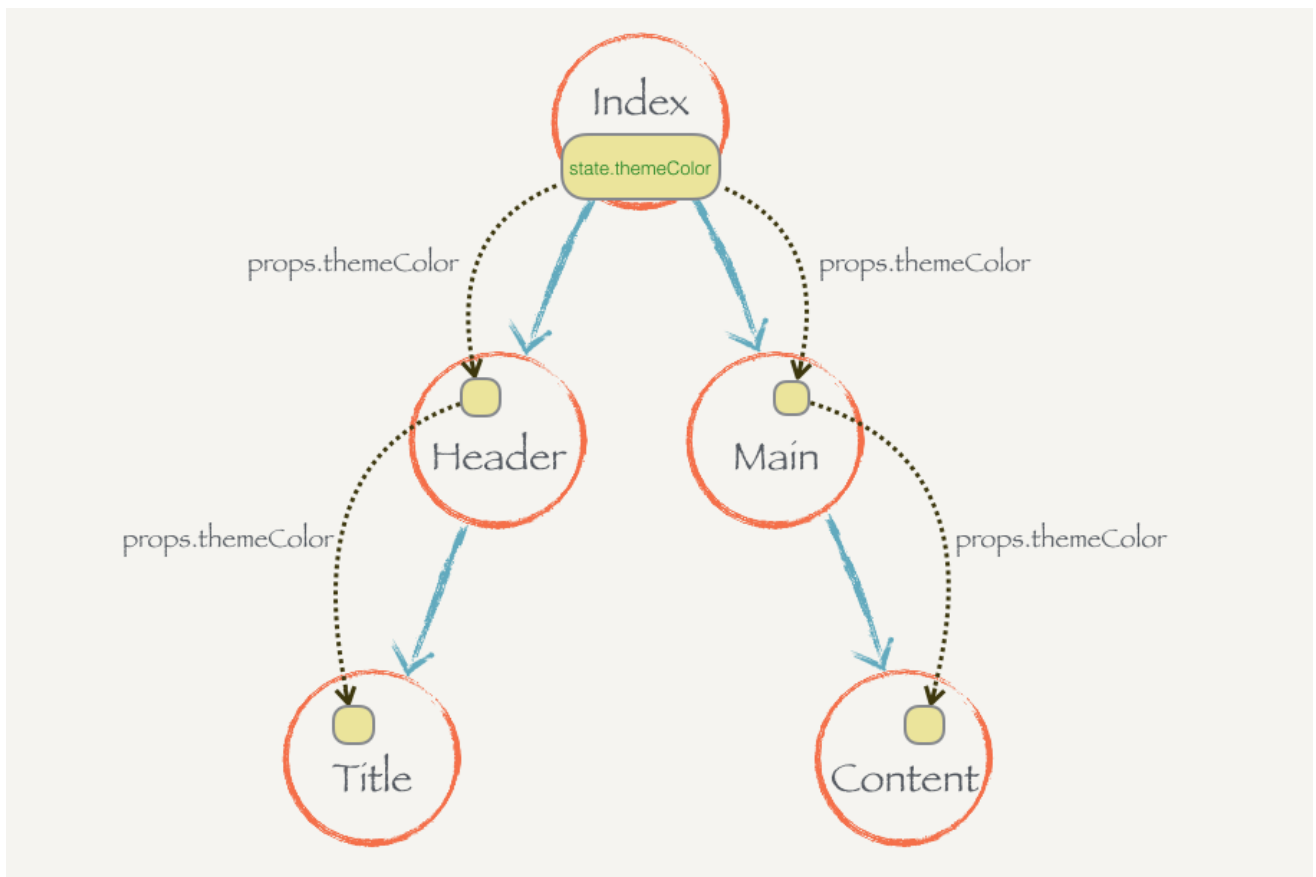 Index
state.themeColor
props.themeColor
props.themeColor
Header
Main
props.themeColor
props.themeColor
Title
Content